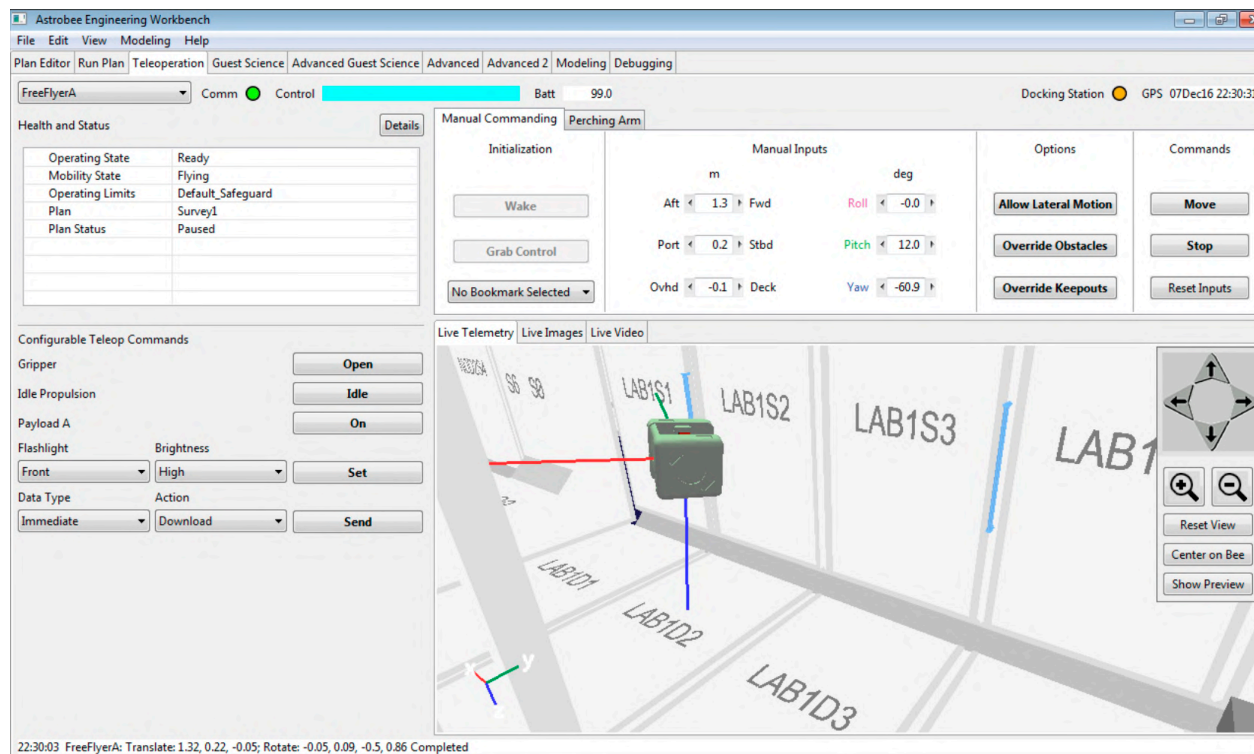 Astrobee Engineering Workbench
File Edit View Modeling Help
Plan Editor Run Plan Teleoperation Guest Science Advanced Guest Science Advanced Advanced 2 Modeling Debugging
FreeFlyerA Comm Control Batt 99.0 Docking Station GPS 07Dec16 22:30:33
Health and Status Details
Operating State Ready
Mobility State Flying
Operating Limits Default_Safeguard
Plan Survey1
Plan Status Paused
Configurable Teleop Commands
Gripper Open
Idle Propulsion Idle
Payload A On
Flashlight Brightness
Front High Set
Data Type Action
Immediate Download Send
Manual Commanding Perching Arm
Initialization Manual Inputs Options Commands
m deg
Wake Aft 1.3 Fwd Roll -0.0 Allow Lateral Motion Move
Grab Control Port 0.2 Stbd Pitch 12.0 Override Obstacles Stop
No Bookmark Selected Ovhd -0.1 Deck Yaw -60.9 Override Keepouts Reset Inputs
Live Telemetry Live Images Live Video
S6 S0
LAB1S1
LAB1S2
LAB1S3
LAB1
LAB1D1
LAB1D2
LAB1D3
x y z
Reset View
Center on Bee
Show Preview
22:30:03 FreeFlyerA: Translate: 1.32, 0.22, -0.05; Rotate: -0.05, 0.09, -0.5, 0.86 Completed